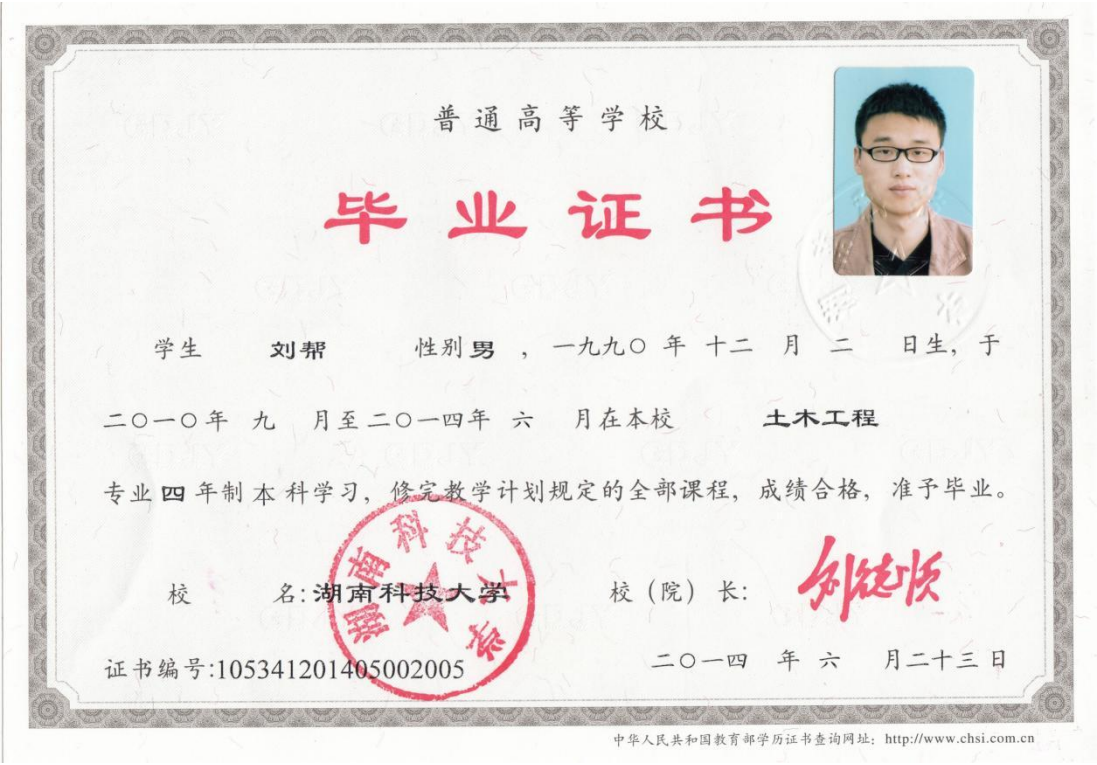 普通高等学校
毕业证书
学生 刘帮 性别男，一九九〇年十二月二日生，于
二〇一〇年九月至二〇一四年六月在本校 土木工程
专业四年制本科学习，修完教学计划规定的全部课程，成绩合格，准予毕业。
校 名:湖南科技大学 校（院）长: 刘德顺
湖南科技大学
证书编号:105341201405002005 二〇一四年六月二十三日
中华人民共和国教育部学历证书查询网址：http://www.chsi.com.cn